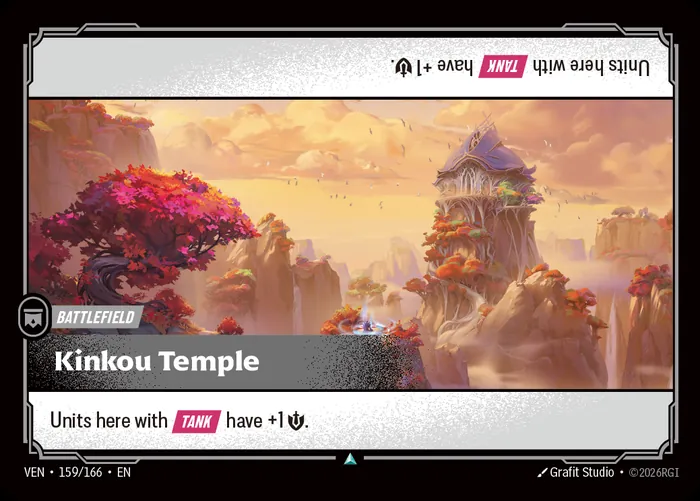 Units here with TANK have +1.
BATTLEFIELD
Kinkou Temple
Units here with TANK have +1.
VEN • 159/166 • EN
Grafit Studio • ©2026RGI